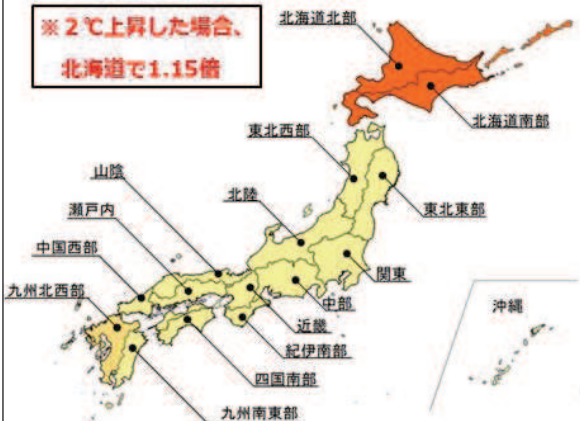 ※2℃上昇した場合、
北海道で1.15倍
北海道北部
北海道南部
東北西部
山陰
北陸
東北東部
瀬戸内
中国西部
関東
九州北西部
中部
沖縄
近畿
紀伊南部
四国南部
九州南東部